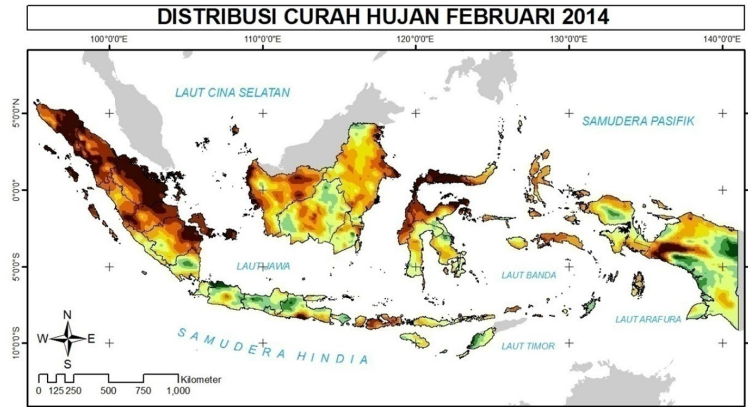 DISTRIBUSI CURAH HUJAN FEBRUARI 2014
100°0'0"E 110°0'0"E 120°0'0"E 130°0'0"E 140°0'0"E
LAUT CINA SELATAN
SAMUDERA PASIFIK
5°0'0"N
0°0'0"
5°0'0"S
10°0'0"S
LAUT JAWA
LAUT BANDA
LAUT ARAFURA
LAUT TIMOR
SAMUDERA HINDIA
N
W E
S
Kilometer
0 125 250 500 750 1,000